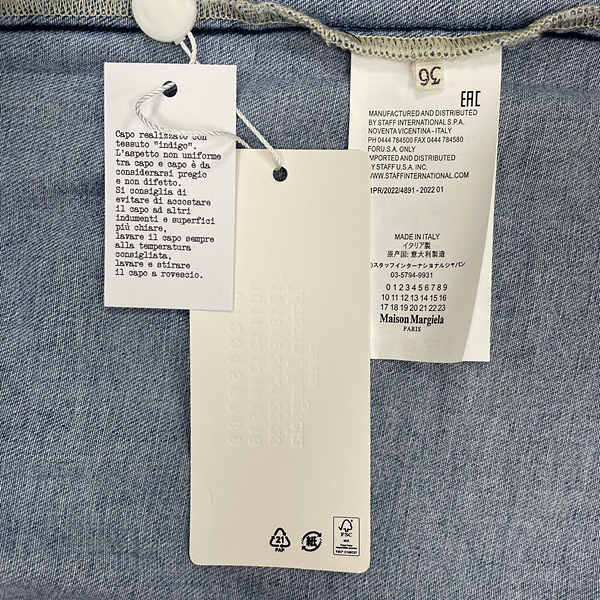 Capo realizzato con
tessuto "indigo".
L'aspetto non uniforme
tra capo e capo è da
considerarsi pregio
e non difetto.
Si consiglia di
evitare di accostare
il capo ad altri
indumenti e superfici
più chiare,
lavare il capo sempre
alla temperatura
consigliata,
lavare e stirare
il capo a rovescio.
36
EAC
MANUFACTURED AND DISTRIBUTED
BY STAFF INTERNATIONAL S.P.A.
NOVENTA VICENTINA - ITALY
PH 0444 784500 FAX 0444 784580
FOR U.S.A. ONLY
IMPORTED AND DISTRIBUTED
BY STAFF U.S.A. INC.
WWW.STAFFINTERNATIONAL.COM
1PR/2022/4891 - 2022 01
MADE IN ITALY
イタリア製
原产国: 意大利製造
㈱スタッフインターナショナルジャパン
03-5794-9931
0 1 2 3 4 5 6 7 8 9
10 11 12 13 14 15 16
17 18 19 20 21 22 23
Maison Margiela
PARIS
21
PAP
紙
FSC